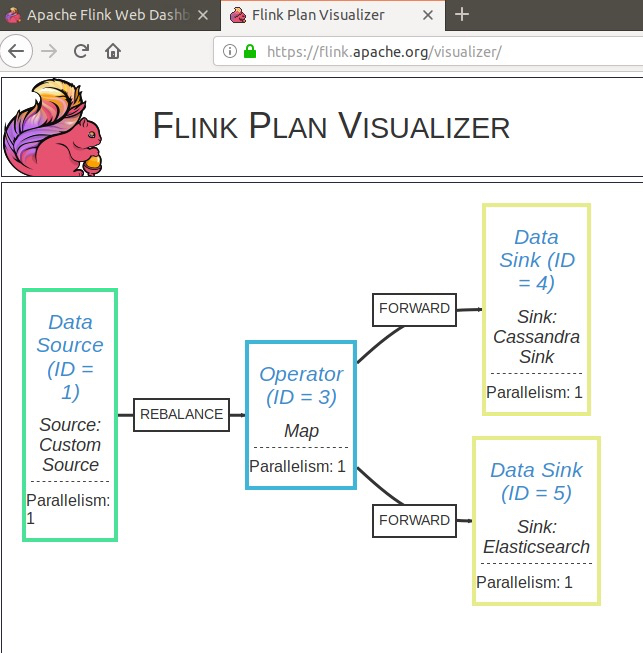 Apache Flink Web Dashb
Flink Plan Visualizer
https://flink.apache.org/visualizer/
FLINK PLAN VISUALIZER
Data
Source
(ID =
1)
Source:
Custom
Source
Parallelism:
1
REBALANCE
Operator
(ID = 3)
Map
Parallelism: 1
FORWARD
Data
Sink (ID
= 4)
Sink:
Cassandra
Sink
Parallelism: 1
FORWARD
Data Sink
(ID = 5)
Sink:
Elasticsearch
Parallelism: 1